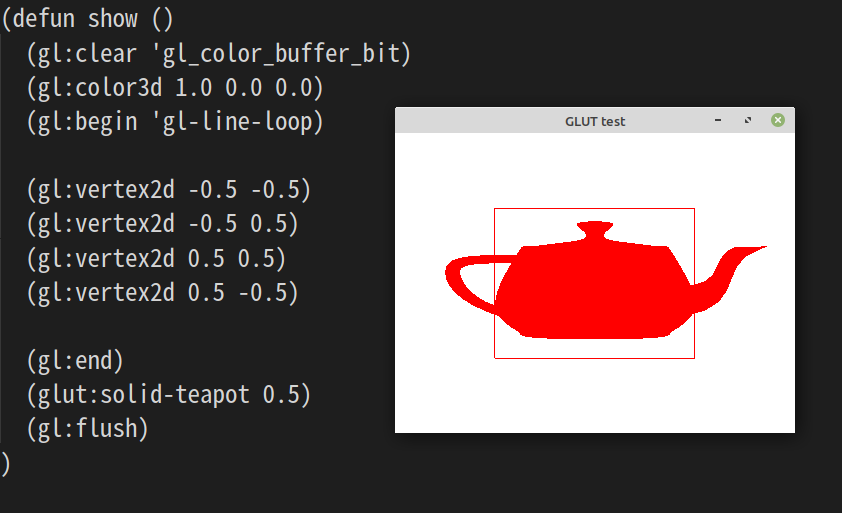 (defun show ()
(gl:clear 'gl_color_buffer_bit)
(gl:color3d 1.0 0.0 0.0)
(gl:begin 'gl-line-loop)
(gl:vertex2d -0.5 -0.5)
(gl:vertex2d -0.5 0.5)
(gl:vertex2d 0.5 0.5)
(gl:vertex2d 0.5 -0.5)
(gl:end)
(glut:solid-teapot 0.5)
(gl:flush)
)
GLUT test